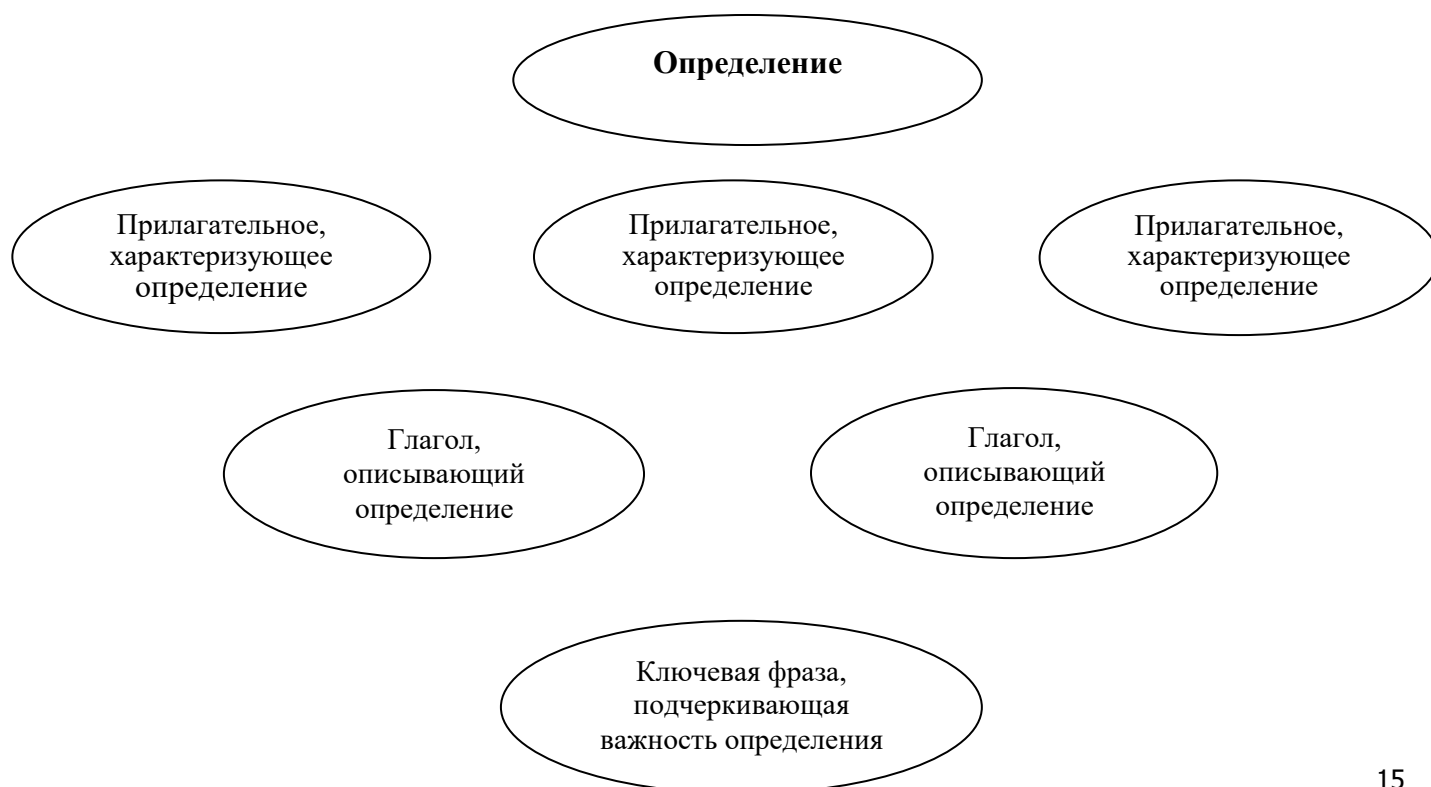 Определение
Прилагательное,
характеризующее
определение
Прилагательное,
характеризующее
определение
Прилагательное,
характеризующее
определение
Глагол,
описывающий
определение
Глагол,
описывающий
определение
Ключевая фраза,
подчеркивающая
важность определения
15